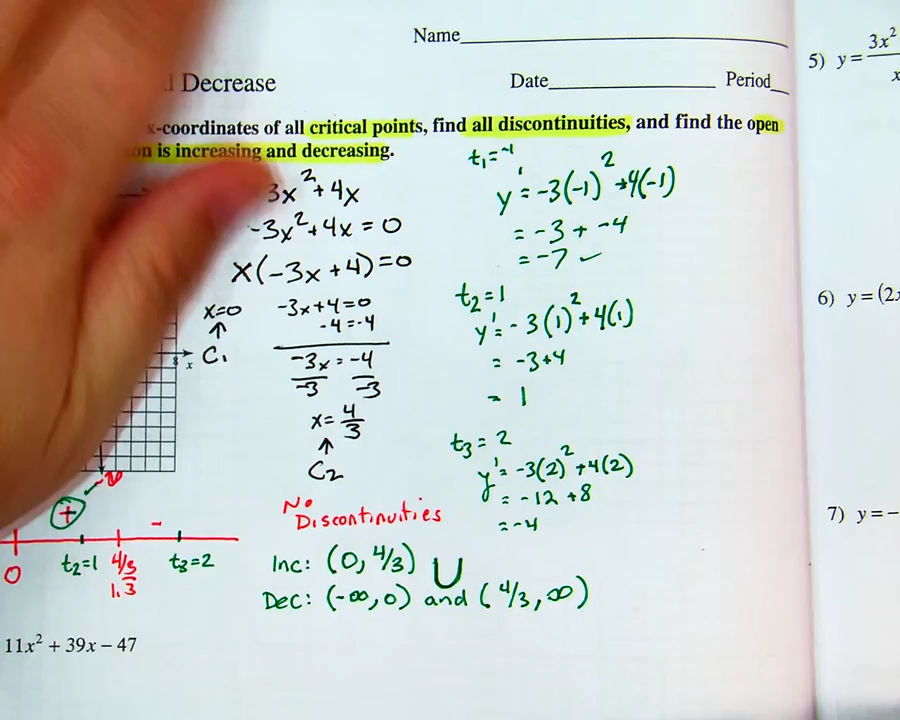 Name
Decrease
Date Period
x-coordinates of all critical points, find all discontinuities, and find the open
is increasing and decreasing.
3x² + 4x
-3x² + 4x = 0
x(-3x + 4) = 0
x=0
↑
C₁
-3x + 4 = 0
-4 = -4
-3x = -4
-3 -3
x = 4/3
↑
C₂
x
t₁ = -1
y' = -3(-1)² + 4(-1)
= -3 + -4
= -7 ✓
t₂ = 1
y' = -3(1)² + 4(1)
= -3+4
= 1
t₃ = 2
y' = -3(2)² + 4(2)
= -12 + 8
= -4
No
Discontinuities
+ -
0 t₂=1 4/3 t₃=2
1.3
Inc: (0, 4/3) U
Dec: (-∞, 0) and (4/3, ∞)
11x² + 39x − 47
5) y = 3x²
x
6) y = (2x
7) y = −